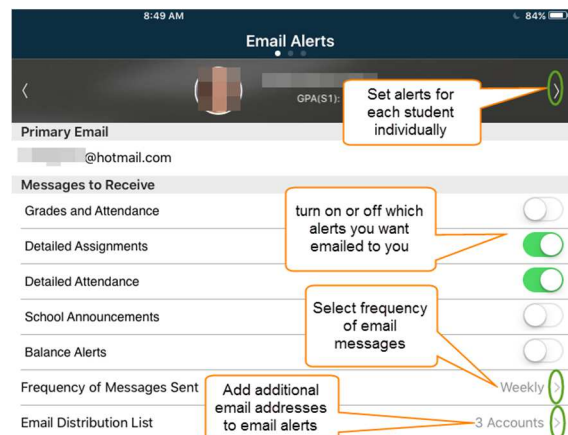 8:49 AM
84%
Email Alerts
GPA(S1):
Set alerts for
each student
individually
Primary Email
@hotmail.com
Messages to Receive
Grades and Attendance
turn on or off which
alerts you want
emailed to you
Detailed Assignments
Detailed Attendance
School Announcements
Select frequency
of email
messages
Balance Alerts
Frequency of Messages Sent
Weekly
Add additional
email addresses
to email alerts
Email Distribution List
3 Accounts